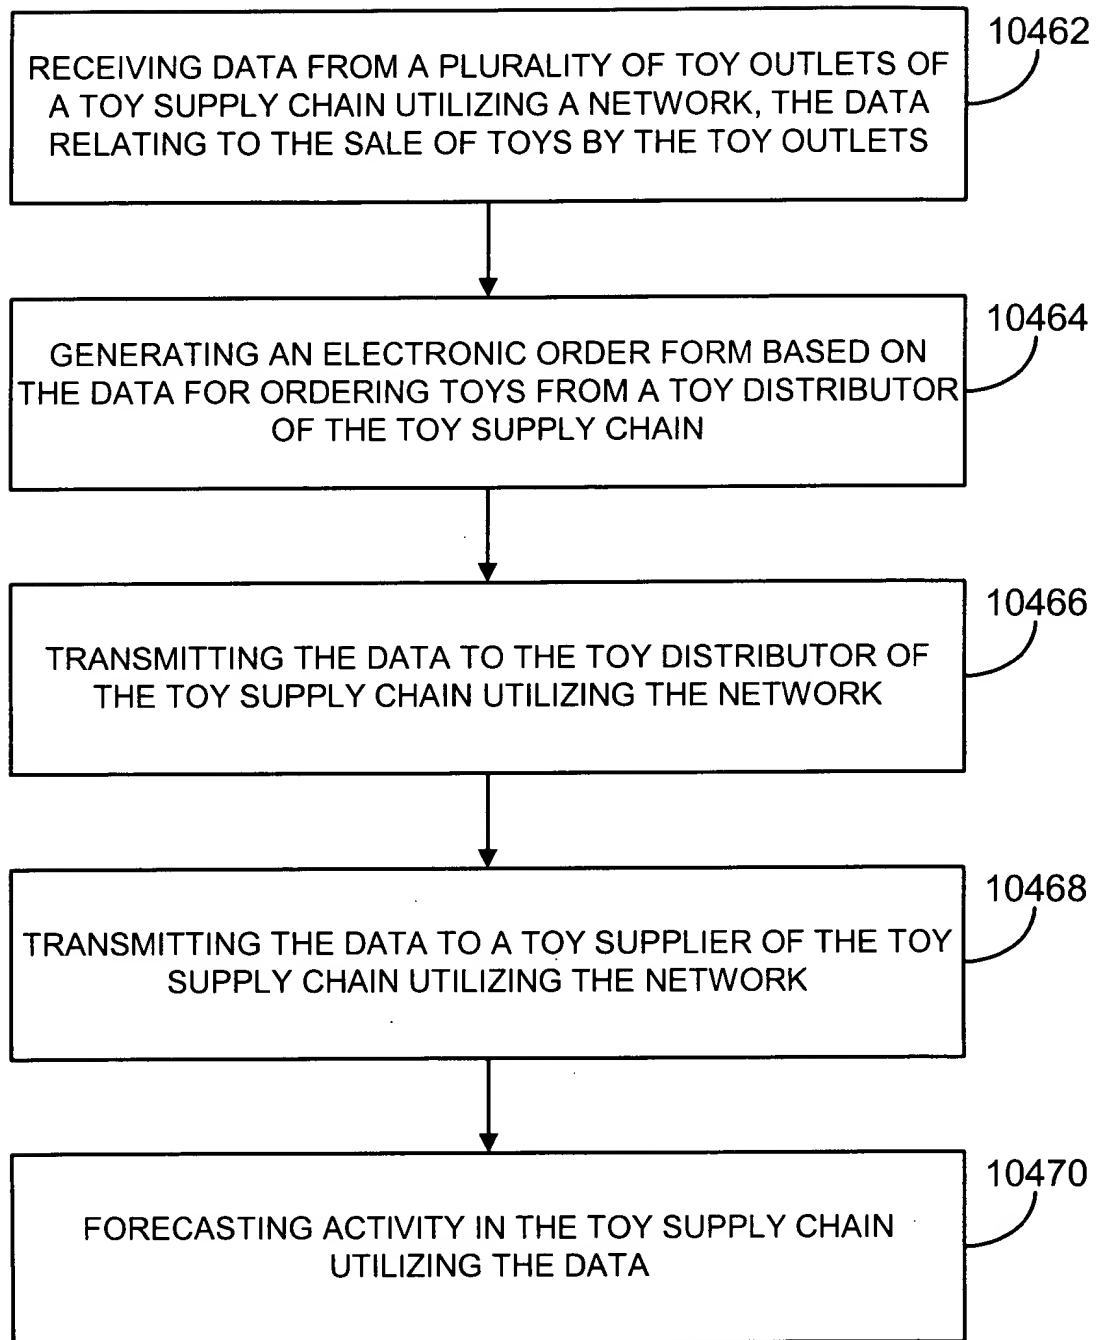 10462
RECEIVING DATA FROM A PLURALITY OF TOY OUTLETS OF
A TOY SUPPLY CHAIN UTILIZING A NETWORK, THE DATA
RELATING TO THE SALE OF TOYS BY THE TOY OUTLETS
10464
GENERATING AN ELECTRONIC ORDER FORM BASED ON
THE DATA FOR ORDERING TOYS FROM A TOY DISTRIBUTOR
OF THE TOY SUPPLY CHAIN
10466
TRANSMITTING THE DATA TO THE TOY DISTRIBUTOR OF
THE TOY SUPPLY CHAIN UTILIZING THE NETWORK
10468
TRANSMITTING THE DATA TO A TOY SUPPLIER OF THE TOY
SUPPLY CHAIN UTILIZING THE NETWORK
10470
FORECASTING ACTIVITY IN THE TOY SUPPLY CHAIN
UTILIZING THE DATA